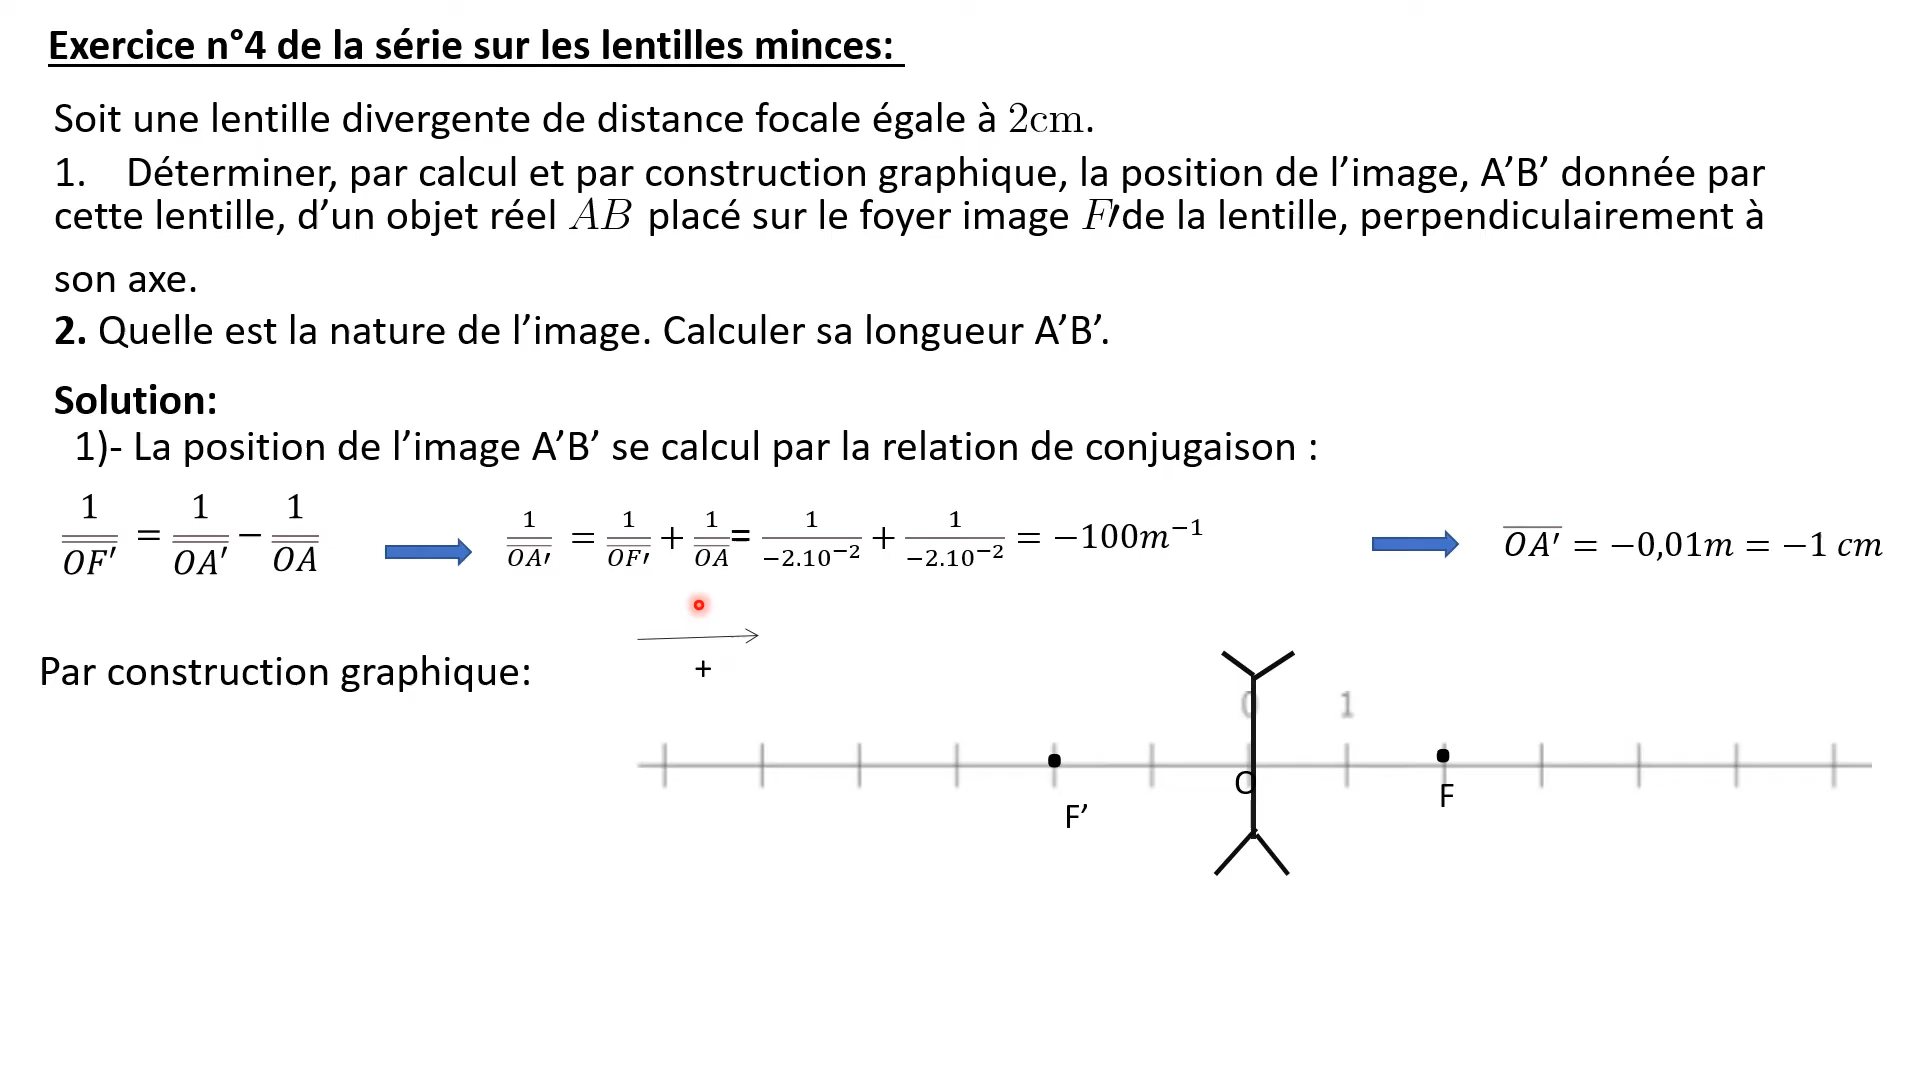 Exercice n°4 de la série sur les lentilles minces:
Soit une lentille divergente de distance focale égale à 2cm.
1. Déterminer, par calcul et par construction graphique, la position de l’image, A’B’ donnée par
cette lentille, d’un objet réel AB placé sur le foyer image F′de la lentille, perpendiculairement à
son axe.
2. Quelle est la nature de l’image. Calculer sa longueur A’B’.
Solution:
1)- La position de l’image A’B’ se calcul par la relation de conjugaison :
1/OF′ = 1/OA′ − 1/OA 1/OA′ = 1/OF′ + 1/OA = 1/−2.10⁻² + 1/−2.10⁻² = −100m⁻¹ OA′ = −0,01m = −1 cm
Par construction graphique:
+
0 1
O
F’
F